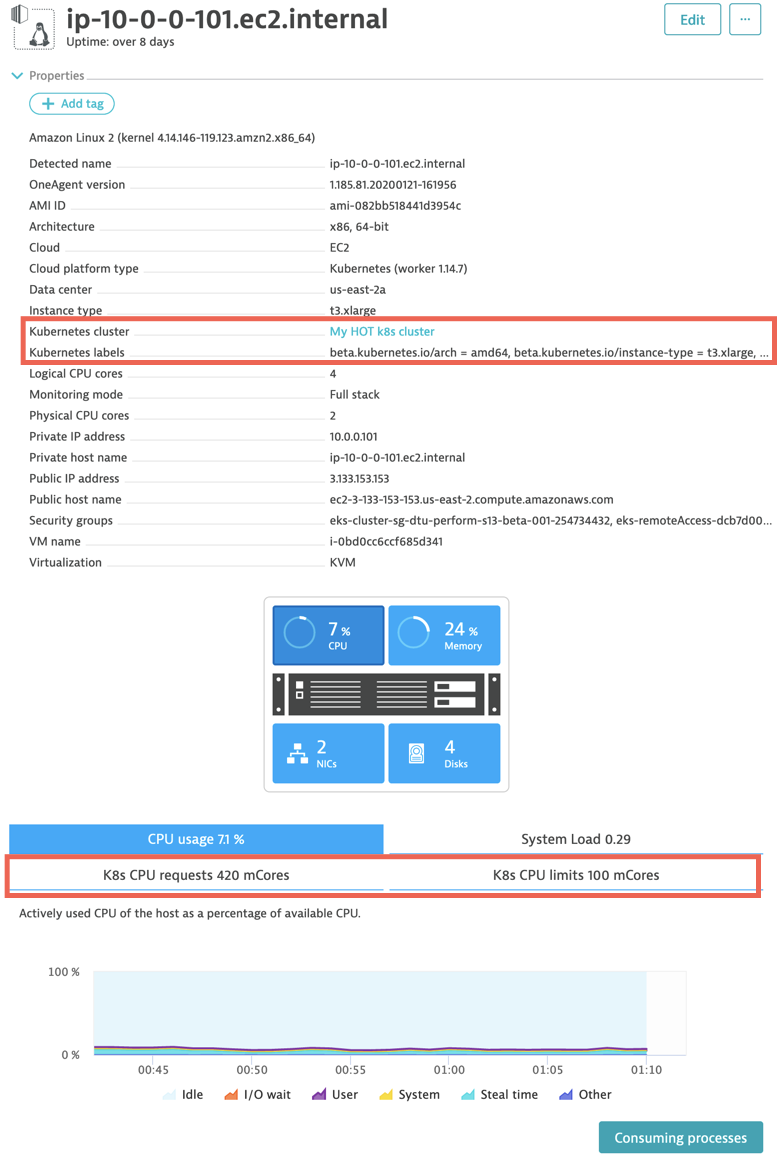 ip-10-0-0-101.ec2.internal
Edit
...
Uptime: over 8 days
Properties
+ Add tag
Amazon Linux 2 (kernel 4.14.146-119.123.amzn2.x86_64)
Detected name ip-10-0-0-101.ec2.internal
OneAgent version 1.185.81.20200121-161956
AMI ID ami-082bb518441d3954c
Architecture x86, 64-bit
Cloud EC2
Cloud platform type Kubernetes (worker 1.14.7)
Data center us-east-2a
Instance type t3.xlarge
Kubernetes cluster My HOT k8s cluster
Kubernetes labels beta.kubernetes.io/arch = amd64, beta.kubernetes.io/instance-type = t3.xlarge, ...
Logical CPU cores 4
Monitoring mode Full stack
Physical CPU cores 2
Private IP address 10.0.0.101
Private host name ip-10-0-0-101.ec2.internal
Public IP address 3.133.153.153
Public host name ec2-3-133-153-153.us-east-2.compute.amazonaws.com
Security groups eks-cluster-sg-dtu-perform-s13-beta-001-254734432, eks-remoteAccess-dcb7d00...
VM name i-0bd0cc6ccf685d341
Virtualization KVM
7 %
CPU
24 %
Memory
2
NICs
4
Disks
CPU usage 7.1 %
System Load 0.29
K8s CPU requests 420 mCores
K8s CPU limits 100 mCores
Actively used CPU of the host as a percentage of available CPU.
100 %
0 %
00:45 00:50 00:55 01:00 01:05 01:10
Idle I/O wait User System Steal time Other
Consuming processes